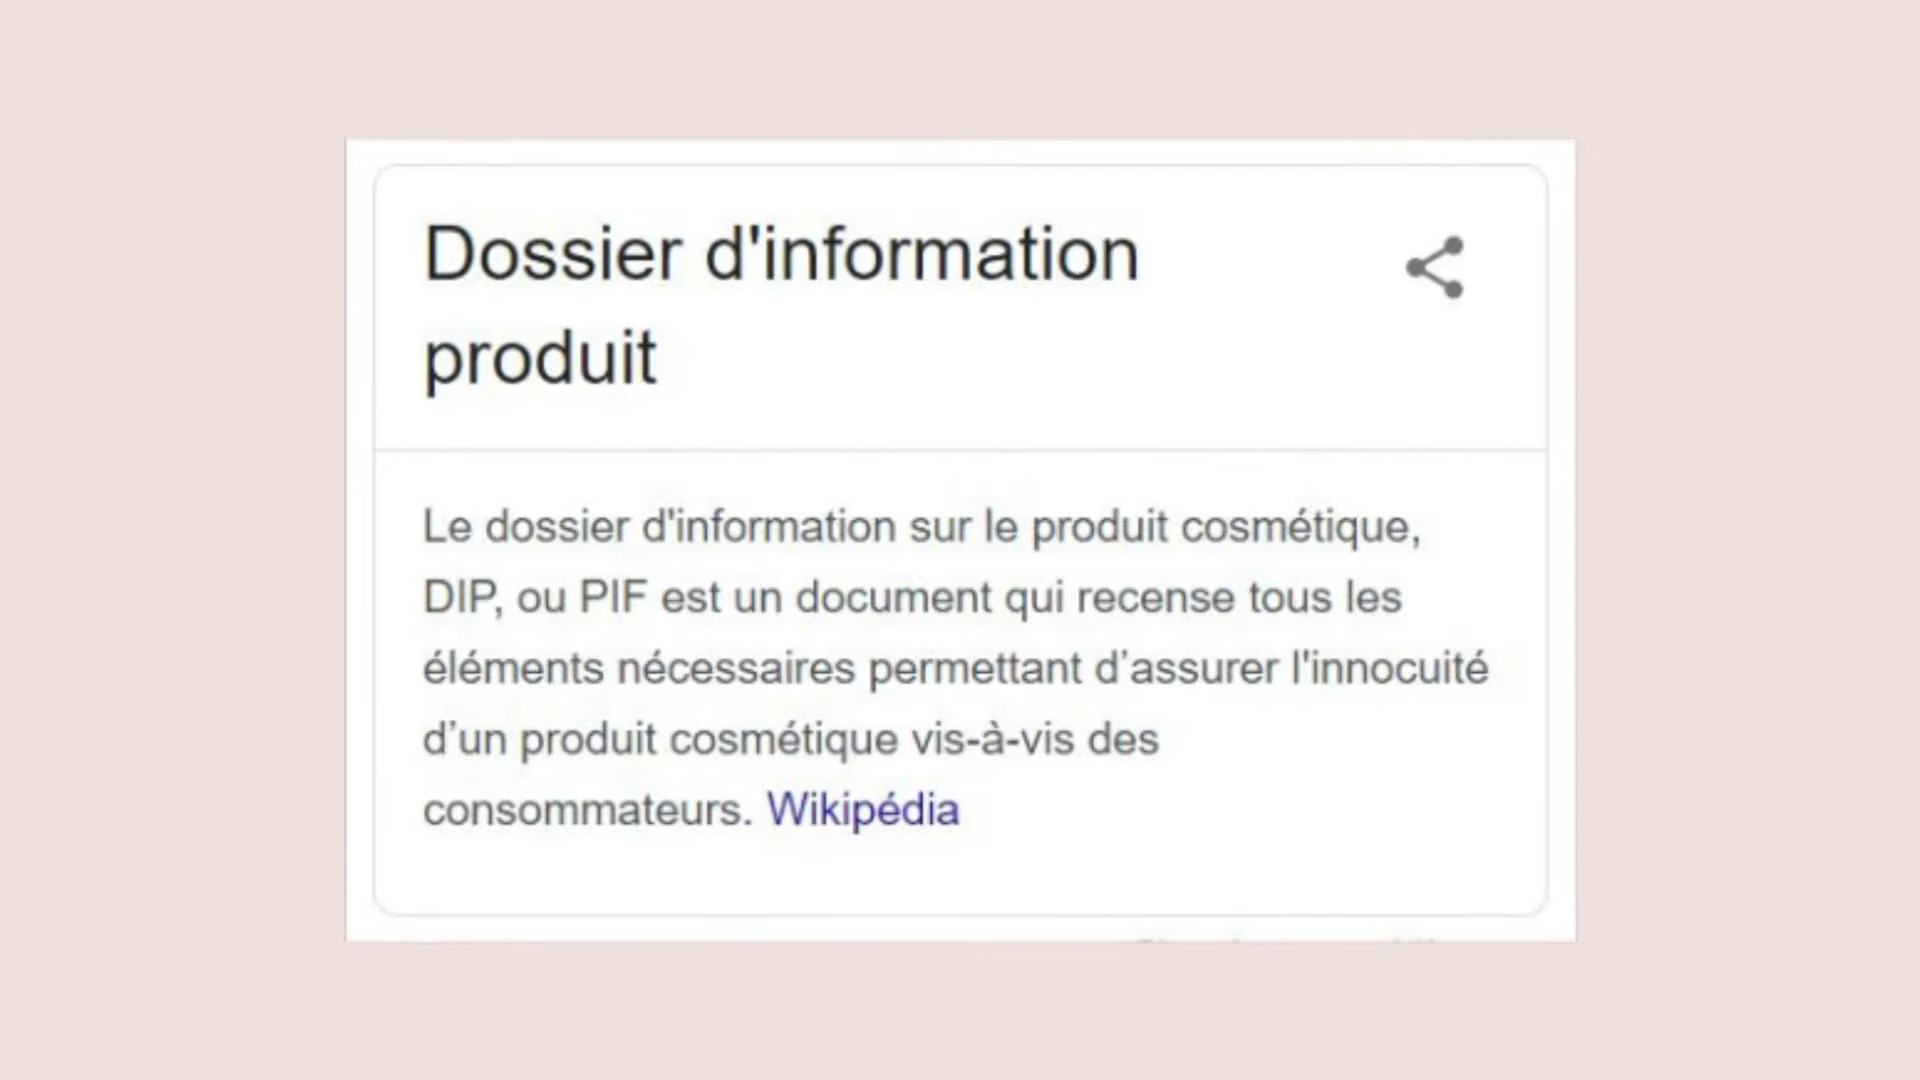 Dossier d'information
produit
Le dossier d'information sur le produit cosmétique,
DIP, ou PIF est un document qui recense tous les
éléments nécessaires permettant d’assurer l'innocuité
d’un produit cosmétique vis-à-vis des
consommateurs. Wikipédia